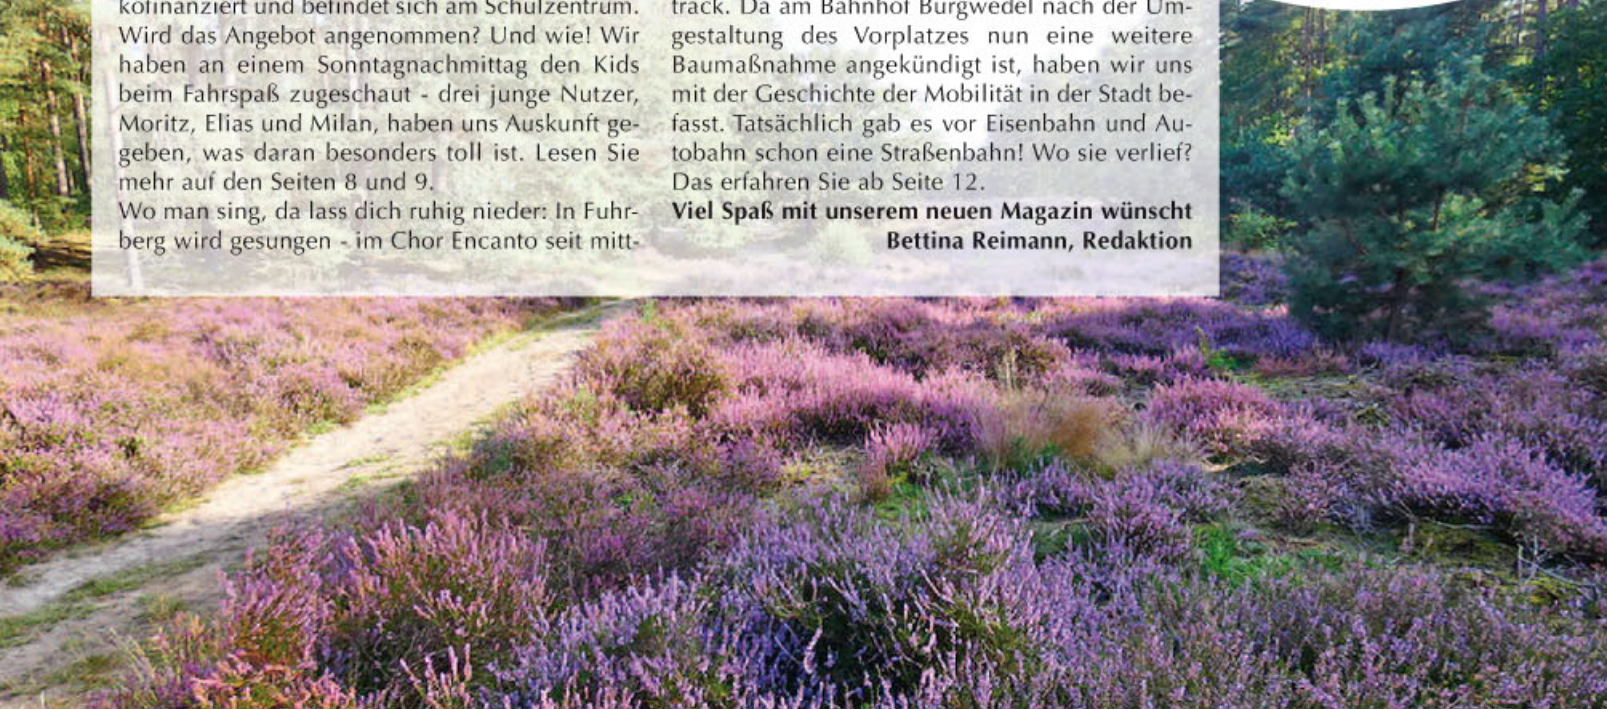 kofinanziert und befindet sich am Schulzentrum.
Wird das Angebot angenommen? Und wie! Wir
haben an einem Sonntagnachmittag den Kids
beim Fahrspaß zugeschaut - drei junge Nutzer,
Moritz, Elias und Milan, haben uns Auskunft ge-
geben, was daran besonders toll ist. Lesen Sie
mehr auf den Seiten 8 und 9.
Wo man sing, da lass dich ruhig nieder: In Fuhr-
berg wird gesungen - im Chor Encanto seit mitt-
track. Da am Bahnhof Burgwedel nach der Um-
gestaltung des Vorplatzes nun eine weitere
Baumaßnahme angekündigt ist, haben wir uns
mit der Geschichte der Mobilität in der Stadt be-
fasst. Tatsächlich gab es vor Eisenbahn und Au-
tobahn schon eine Straßenbahn! Wo sie verlief?
Das erfahren Sie ab Seite 12.
Viel Spaß mit unserem neuen Magazin wünscht
Bettina Reimann, Redaktion